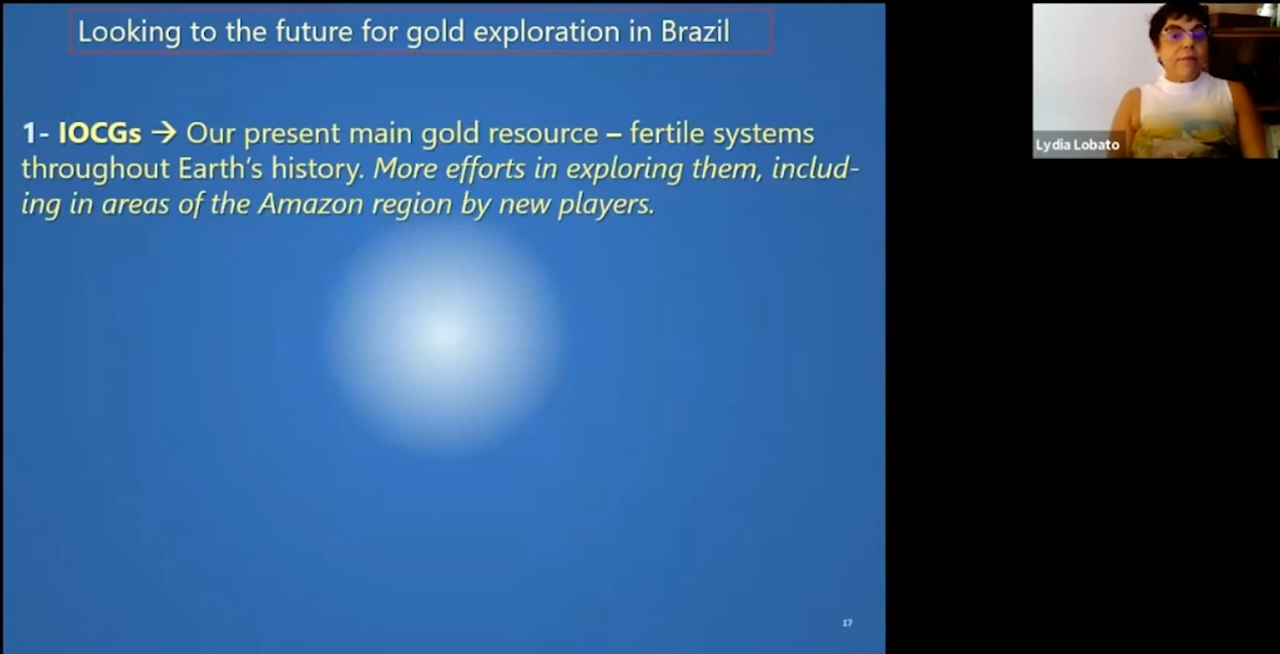 Looking to the future for gold exploration in Brazil
1- IOCGs → Our present main gold resource – fertile systems
throughout Earth's history. More efforts in exploring them, includ-
ing in areas of the Amazon region by new players.
17
Lydia Lobato